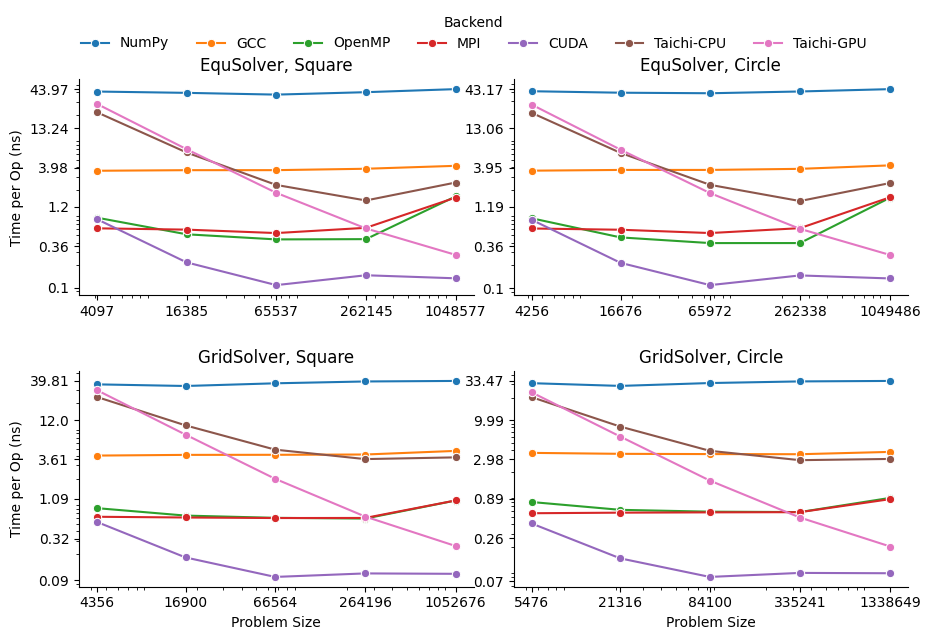 Backend
NumPy GCC OpenMP MPI CUDA Taichi-CPU Taichi-GPU
EquSolver, Square
Time per Op (ns)
43.97
13.24
3.98
1.2
0.36
0.1
4097 16385 65537 262145 1048577
EquSolver, Circle
43.17
13.06
3.95
1.19
0.36
0.1
4256 16676 65972 262338 1049486
GridSolver, Square
Time per Op (ns)
39.81
12.0
3.61
1.09
0.32
0.09
4356 16900 66564 264196 1052676
Problem Size
GridSolver, Circle
33.47
9.99
2.98
0.89
0.26
0.07
5476 21316 84100 335241 1338649
Problem Size